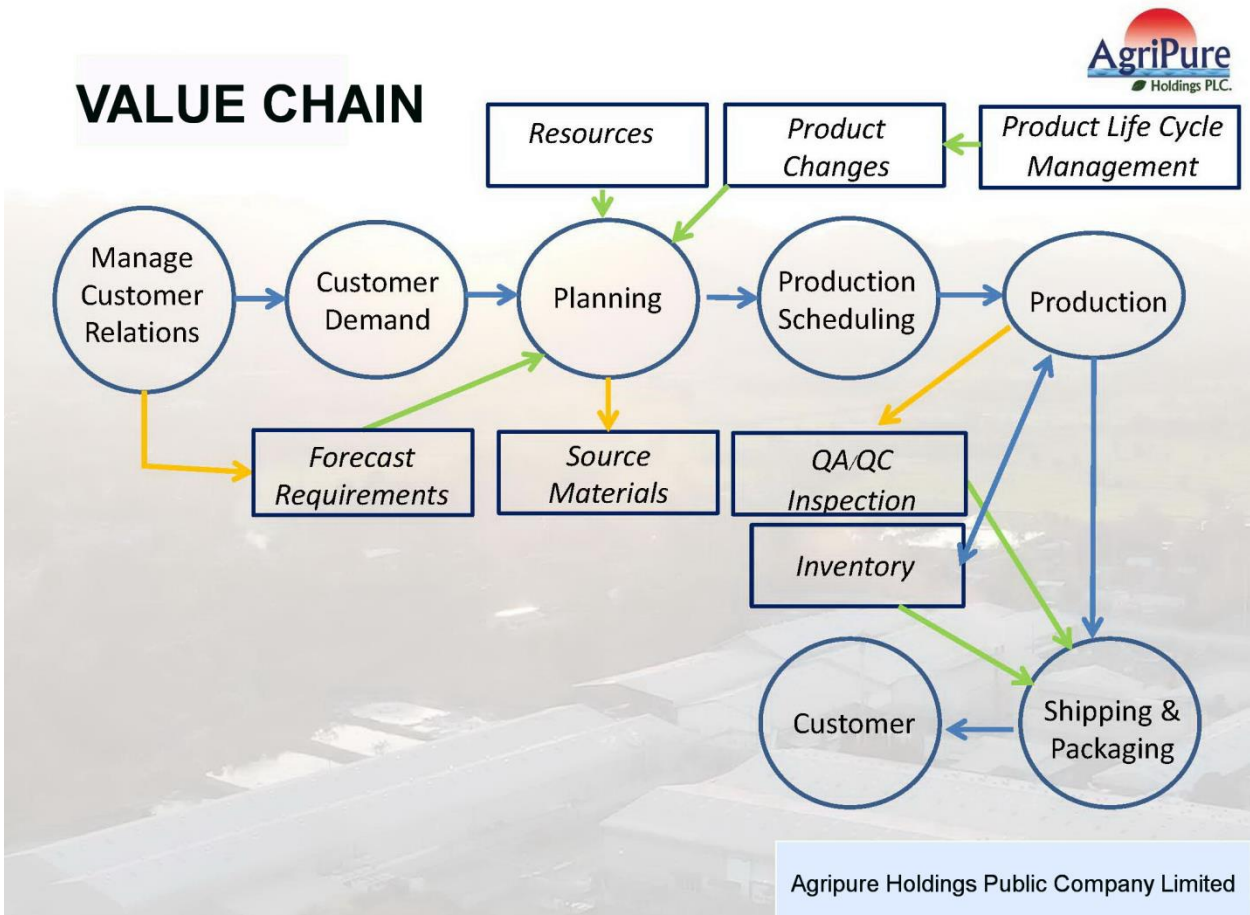 AgriPure
Holdings PLC.
VALUE CHAIN
Resources
Product
Changes
Product Life Cycle
Management
Manage
Customer
Relations
Customer
Demand
Planning
Production
Scheduling
Production
Forecast
Requirements
Source
Materials
QA/QC
Inspection
Inventory
Customer
Shipping &
Packaging
Agripure Holdings Public Company Limited